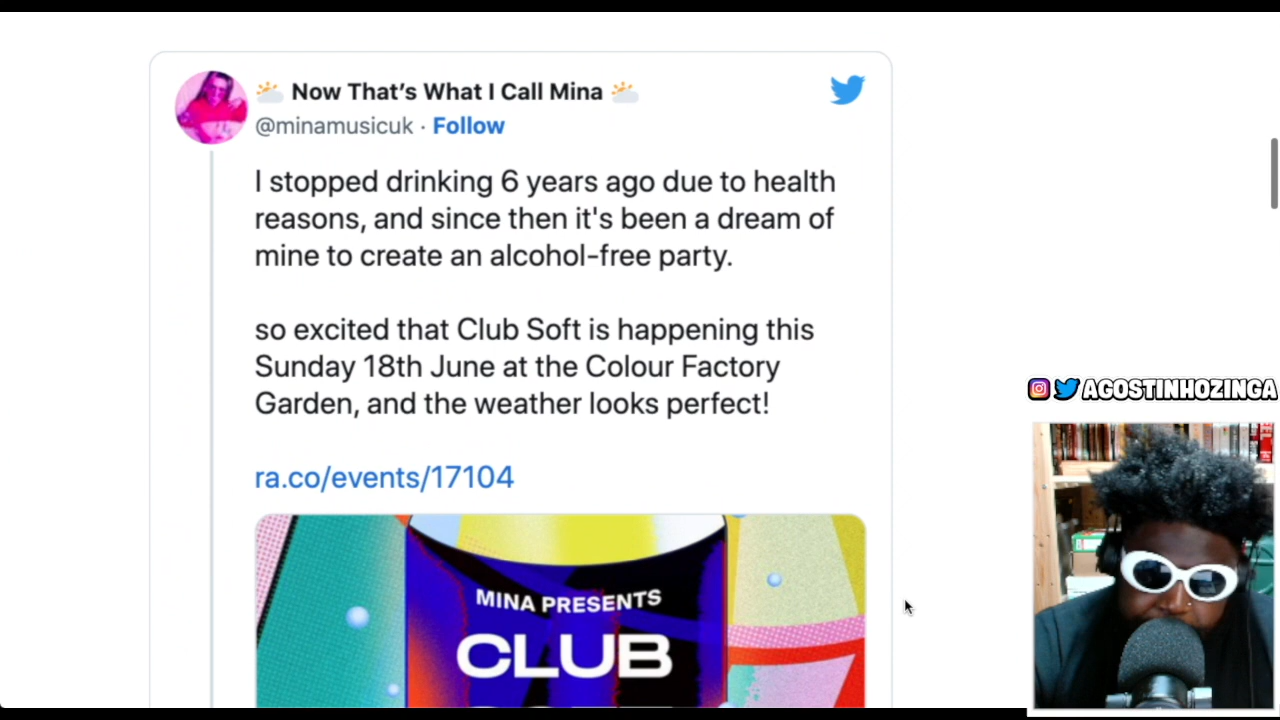 ⛅ Now That's What I Call Mina ⛅
@minamusicuk · Follow
I stopped drinking 6 years ago due to health
reasons, and since then it's been a dream of
mine to create an alcohol-free party.
so excited that Club Soft is happening this
Sunday 18th June at the Colour Factory
Garden, and the weather looks perfect!
ra.co/events/17104
MINA PRESENTS
CLUB
AGOSTINHOZINGA